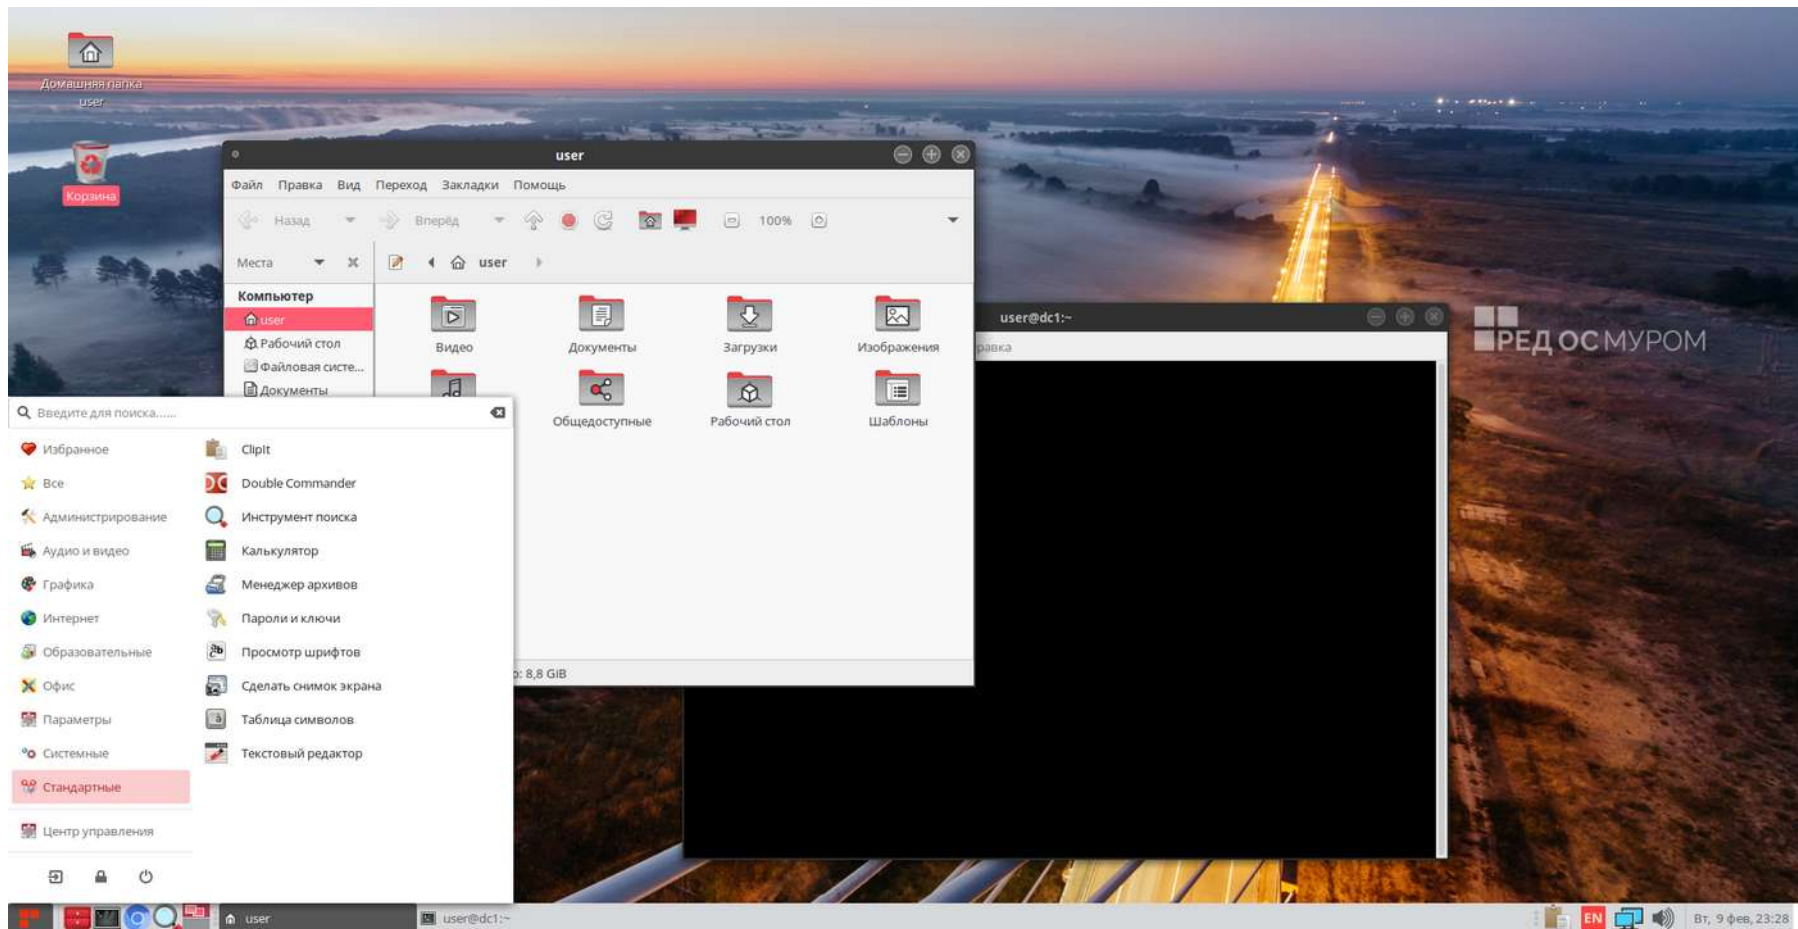 Домашняя папка
user
Корзина
user
Файл Правка Вид Переход Закладки Помощь
Назад Вперёд 100%
Места user
Компьютер
user
Рабочий стол
Файловая систе...
Документы
Видео Документы Загрузки Изображения
Общедоступные Рабочий стол Шаблоны
8,8 GiB
user@dc1:~
РЕД ОС МУРОМ
Введите для поиска......
Избранное
Все
Администрирование
Аудио и видео
Графика
Интернет
Образовательные
Офис
Параметры
Системные
Стандартные
Центр управления
ClipIt
Double Commander
Инструмент поиска
Калькулятор
Менеджер архивов
Пароли и ключи
Просмотр шрифтов
Сделать снимок экрана
Таблица символов
Текстовый редактор
user
user@dc1:~
EN
Вт, 9 фев, 23:28